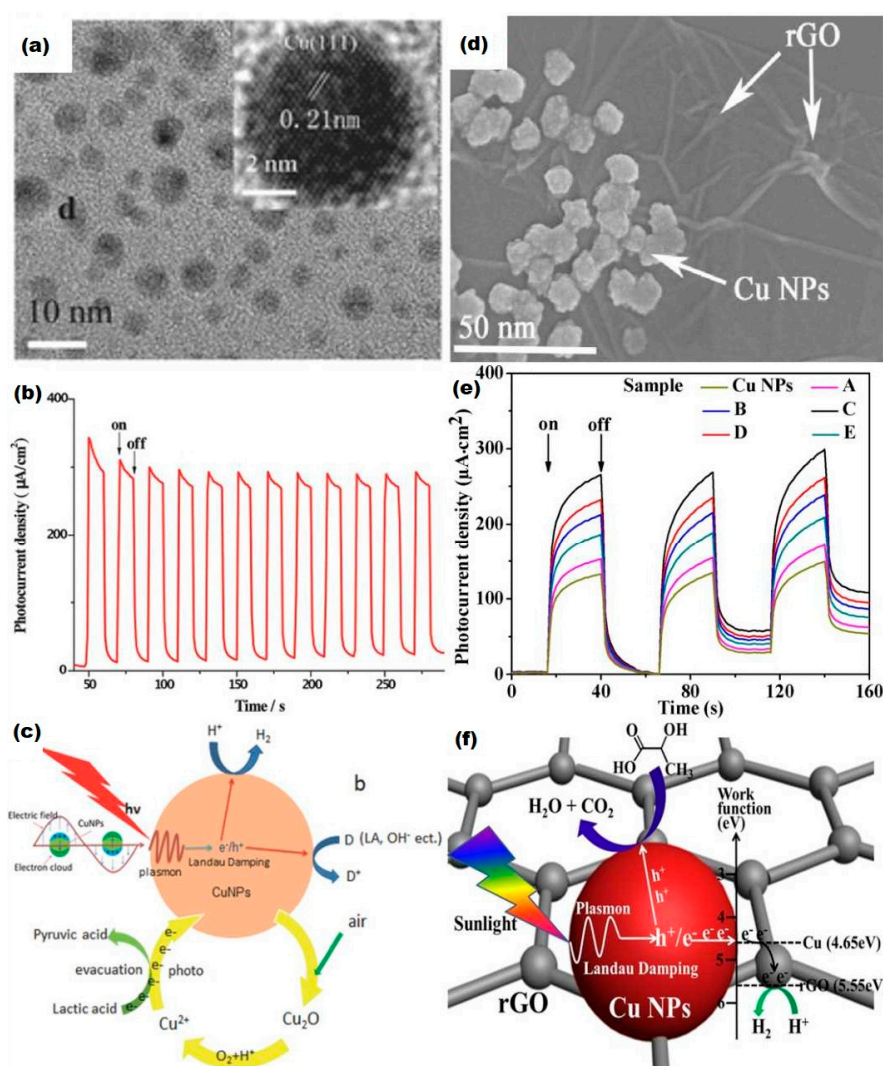 (a)
Cu(111)
0.21nm
2 nm
d
10 nm
(d)
rGO
Cu NPs
50 nm
(b)
400
200
0
Photocurrent density ( μA/cm²)
on
off
50 100 150 200 250
Time / s
(e)
Sample
Cu NPs
A
B
C
D
E
on
off
400
300
200
100
0
Photocurrent density (μA·cm²)
0 40 80 120 160
Time (s)
(c)
b
H⁺
H₂
hv
Electric field
CuNPs
Electron cloud
plasmon
e⁻/h⁺
Landau Damping
CuNPs
D (LA, OH⁻ ect.)
D⁺
air
Pyruvic acid
evacuation
photo
Lactic acid
e-
e-
e-
e-
e-
e-
e-
Cu²⁺
Cu₂O
O₂+H⁺
(f)
O
OH
HO
CH₃
H₂O + CO₂
Work
function
(eV)
3
4
5
6
h⁺
h⁺
Sunlight
Plasmon
h⁺/e⁻ e⁻e⁻ e⁻e⁻
Landau Damping
Cu (4.65eV)
e⁻ e⁻
rGO (5.55eV)
rGO
Cu NPs
H₂
H⁺